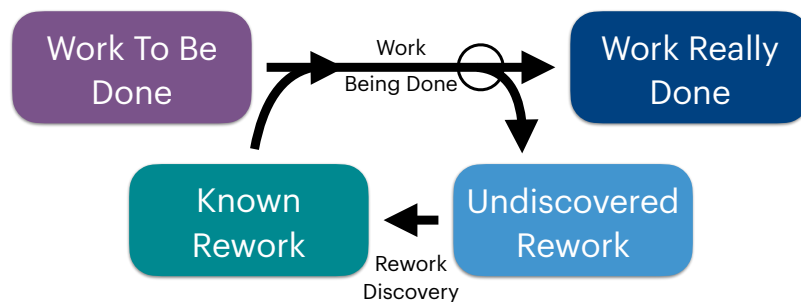 Work To Be
Done
Work
Being Done
Work Really
Done
Known
Rework
Rework
Discovery
Undiscovered
Rework